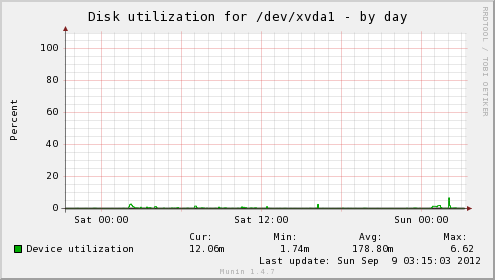 Disk utilization for /dev/xvda1 - by day
RRDTOOL / TOBI OETIKER
Percent
100
80
60
40
20
0
Sat 00:00 Sat 12:00 Sun 00:00
Cur: Min: Avg: Max:
Device utilization 12.06m 1.74m 178.80m 6.62
Last update: Sun Sep 9 03:15:03 2012
Munin 1.4.7